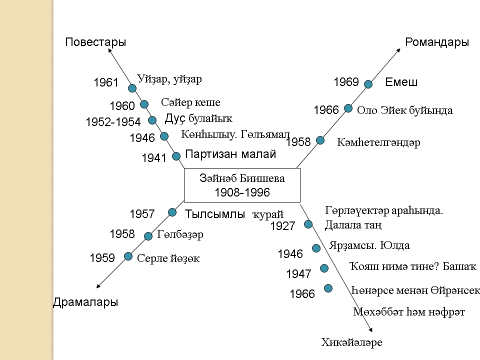 Повестары
Романдары
1961 Уйҙар, уйҙар
1960 Сәйер кеше
1952-1954 Дуҫ булайыҡ
1946 Көнһылыу. Гөльямал
1941 Партизан малай
1969 Емеш
1966 Оло Эйек буйында
1958 Кәмһетелгәндәр
Зәйнәб Биишева
1908-1996
1957 Тылсымлы ҡурай
1958 Гөлбәҙәр
1959 Серле йөҙөк
Драмалары
Гөрләүектәр араһында.
1927 Далала таң
1946 Ярҙамсы. Юлда
1947 Ҡояш нимә тине? Башаҡ
1966 Һөнәрсе менән Өйрәнсек
Мөхәббәт һәм нәфрәт
Хикәйәләре